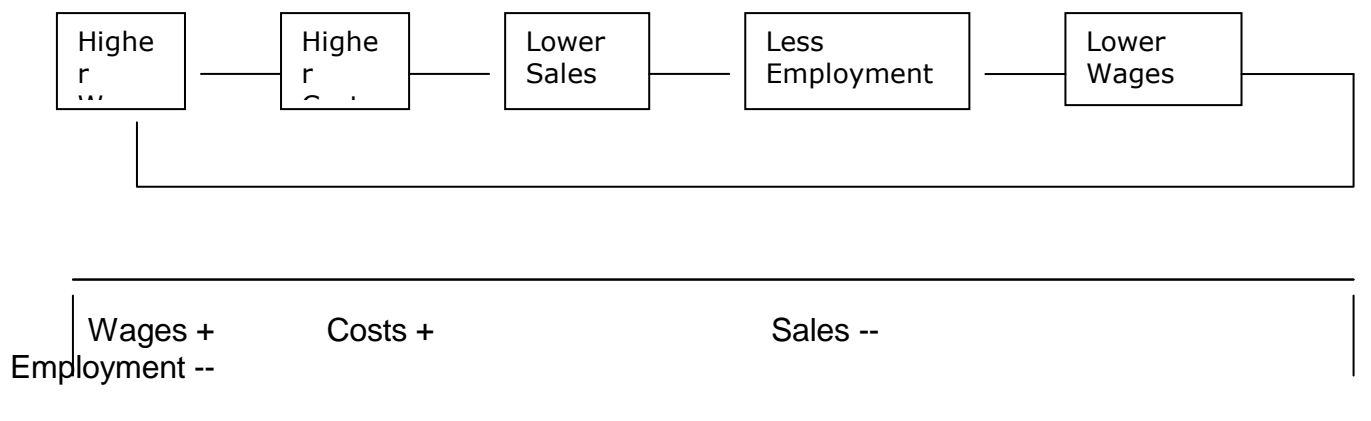 Highe
r
Highe
r
Lower
Sales
Less
Employment
Lower
Wages
Wages + Costs + Sales --
Employment --